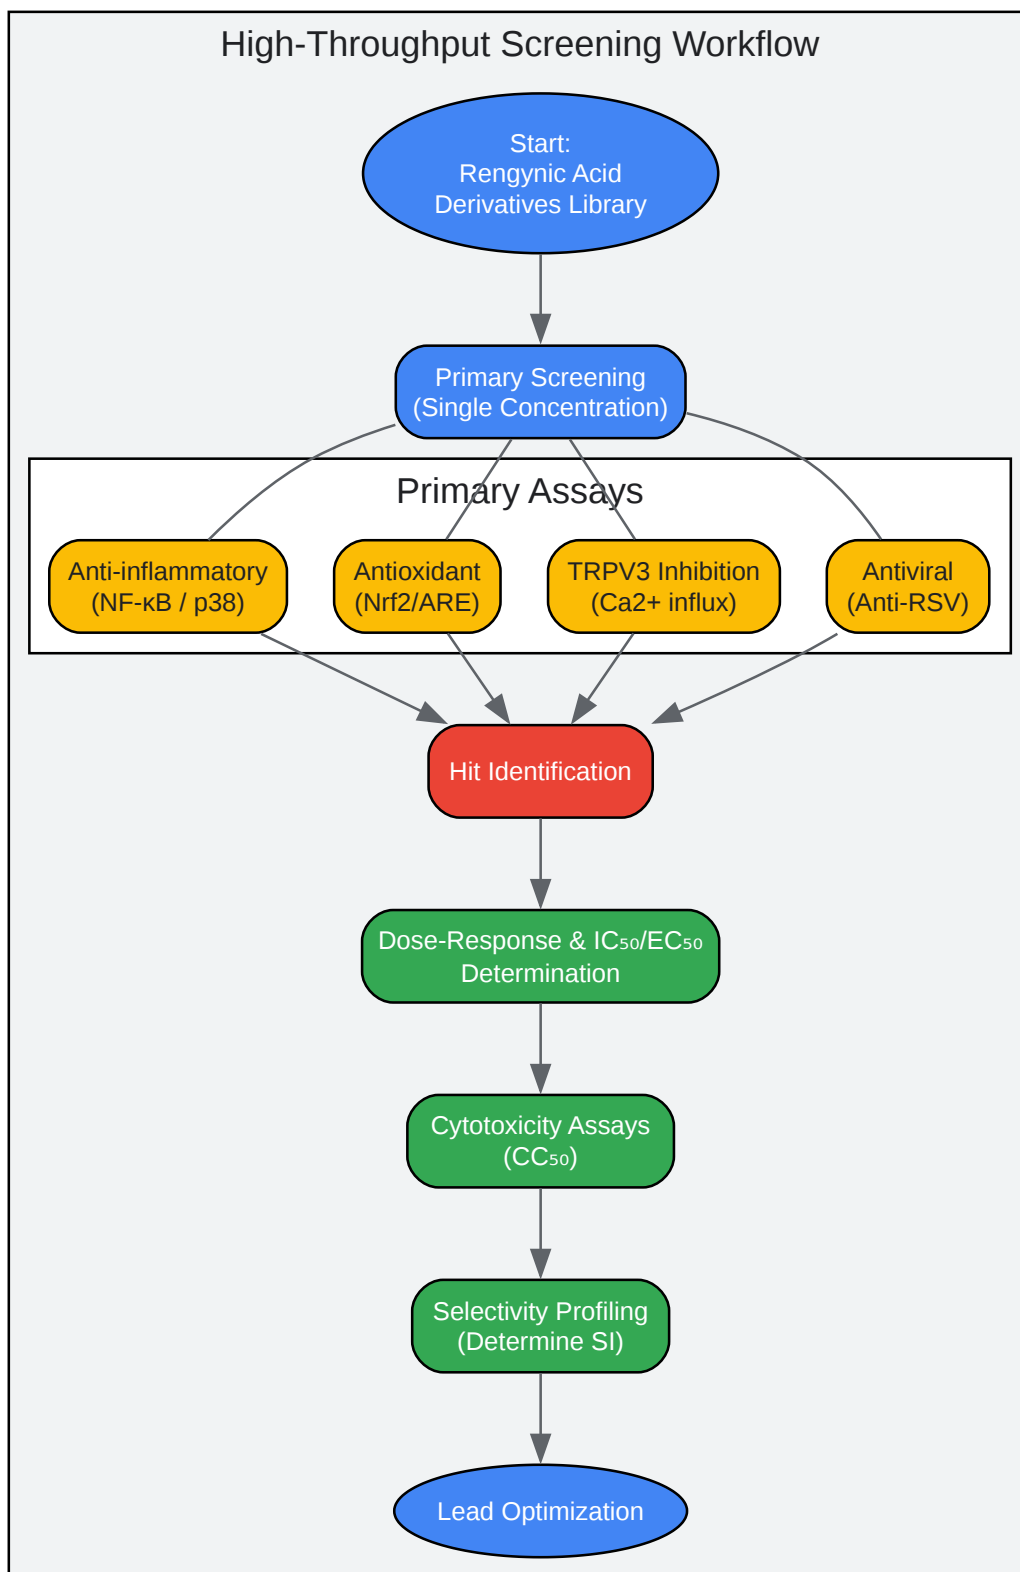 High-Throughput Screening Workflow
Start:
Rengynic Acid
Derivatives Library
Primary Screening
(Single Concentration)
Primary Assays
Anti-inflammatory
(NF-κB / p38)
Antioxidant
(Nrf2/ARE)
TRPV3 Inhibition
(Ca2+ influx)
Antiviral
(Anti-RSV)
Hit Identification
Dose-Response & IC₅₀/EC₅₀
Determination
Cytotoxicity Assays
(CC₅₀)
Selectivity Profiling
(Determine SI)
Lead Optimization